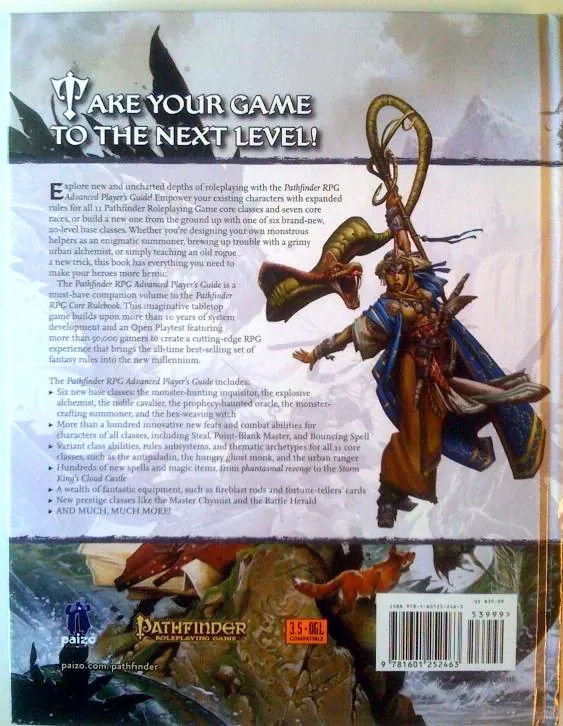 TAKE YOUR GAME
TO THE NEXT LEVEL!
Explore new and uncharted depths of roleplaying with the Pathfinder RPG
Advanced Player's Guide! Empower your existing characters with expanded
rules for all 11 Pathfinder Roleplaying Game core classes and seven core
races, or build a new one from the ground up with one of six brand-new,
20-level base classes. Whether you're designing your own monstrous
helpers as an enigmatic summoner, brewing up trouble with a grimy
urban alchemist, or simply teaching an old rogue
a new trick, this book has everything you need to
make your heroes more heroic.
The Pathfinder RPG Advanced Player's Guide is a
must-have companion volume to the Pathfinder
RPG Core Rulebook. This imaginative tabletop
game builds upon more than 10 years of system
development and an Open Playtest featuring
more than 50,000 gamers to create a cutting-edge RPG
experience that brings the all-time best-selling set of
fantasy rules into the new millennium.
The Pathfinder RPG Advanced Player's Guide includes:
▶ Six new base classes: the monster-hunting inquisitor, the explosive
alchemist, the noble cavalier, the prophecy-haunted oracle, the monster-
crafting summoner, and the hex-weaving witch
▶ More than a hundred innovative new feats and combat abilities for
characters of all classes, including Steal, Point-Blank Master, and Bouncing Spell
▶ Variant class abilities, rules subsystems, and thematic archetypes for all 11 core
classes, such as the antipaladin, the hungry ghost monk, and the urban ranger
▶ Hundreds of new spells and magic items, from phantasmal revenge to the Storm
King's Cloud Castle
▶ A wealth of fantastic equipment, such as fireblast rods and fortune-tellers' cards
▶ New prestige classes like the Master Chymist and the Battle Herald
▶ AND MUCH, MUCH MORE!
paizo
PATHFINDER
ROLEPLAYING GAME
3.5-OGL
COMPATIBLE
paizo.com/pathfinder
US $39.99
ISBN 978-1-60125-246-3
53999>
9 781601 252463